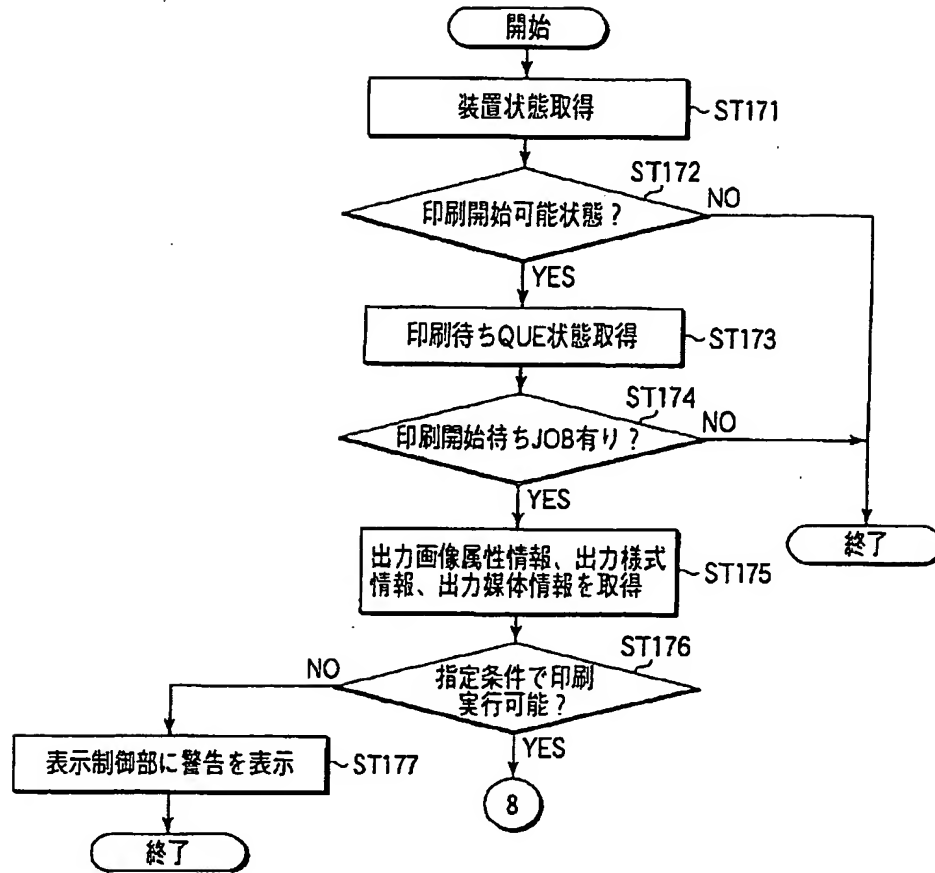 開始
装置状態取得
ST171
ST172
印刷開始可能状態？
NO
YES
印刷待ちQUE状態取得
ST173
ST174
印刷開始待ちJOB有り？
NO
YES
終了
出力画像属性情報、出力様式
情報、出力媒体情報を取得
ST175
ST176
指定条件で印刷
実行可能？
NO
YES
表示制御部に警告を表示
ST177
8
終了